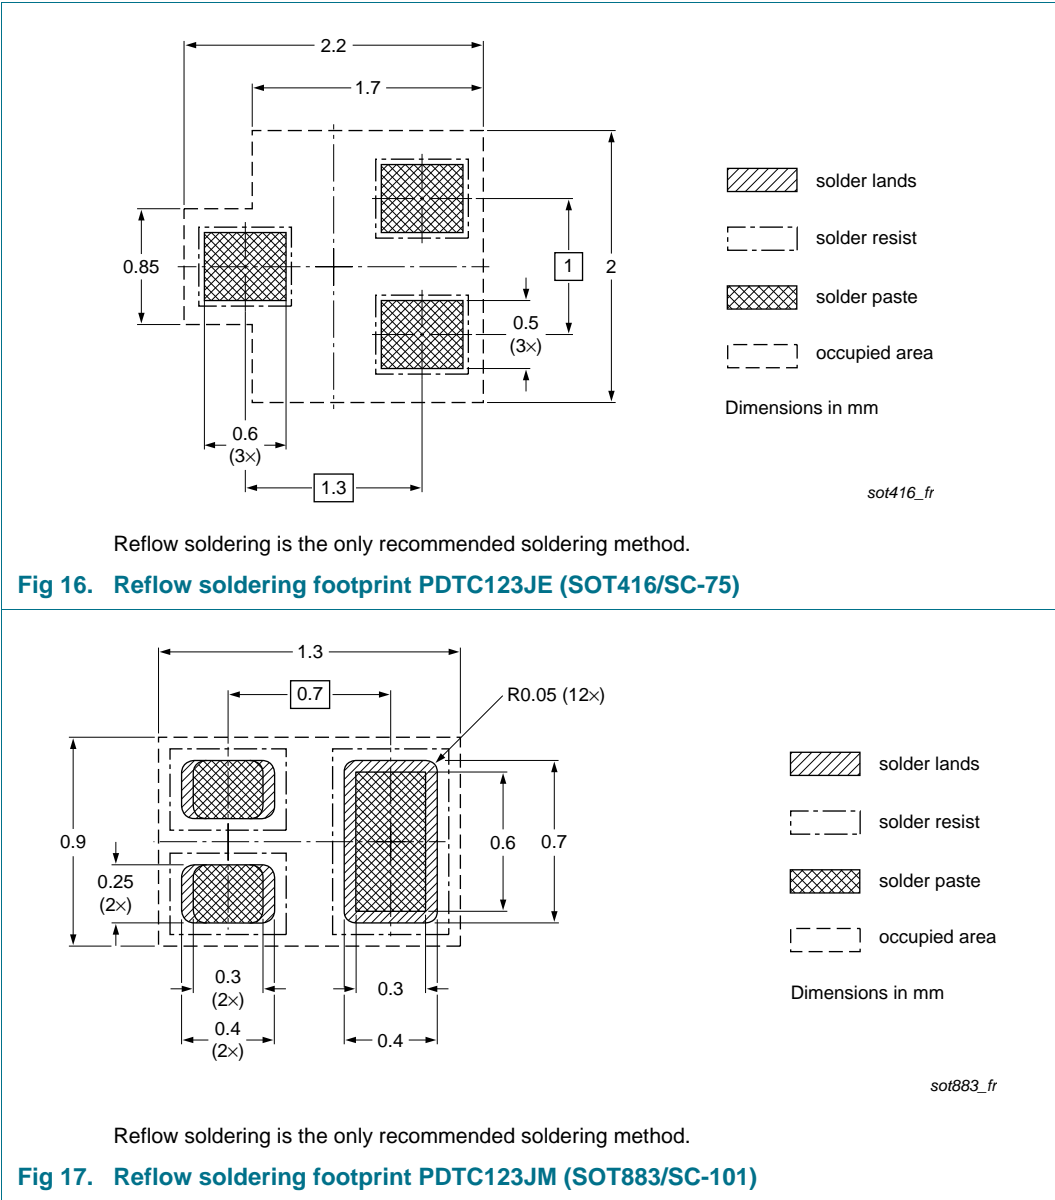 2.2
1.7
0.85
1
2
0.5
(3×)
0.6
(3×)
1.3
solder lands
solder resist
solder paste
occupied area
Dimensions in mm
sot416_fr
Reflow soldering is the only recommended soldering method.
Fig 16. Reflow soldering footprint PDTC123JE (SOT416/SC-75)
1.3
0.7
R0.05 (12×)
0.9
0.25
(2×)
0.6
0.7
0.3
(2×)
0.3
0.4
(2×)
0.4
solder lands
solder resist
solder paste
occupied area
Dimensions in mm
sot883_fr
Reflow soldering is the only recommended soldering method.
Fig 17. Reflow soldering footprint PDTC123JM (SOT883/SC-101)